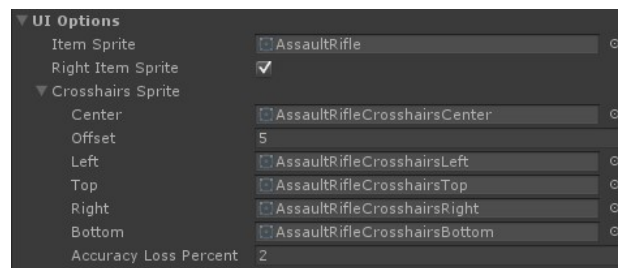 UI Options
Item Sprite AssaultRifle
Right Item Sprite
Crosshairs Sprite
Center AssaultRifleCrosshairsCenter
Offset 5
Left AssaultRifleCrosshairsLeft
Top AssaultRifleCrosshairsTop
Right AssaultRifleCrosshairsRight
Bottom AssaultRifleCrosshairsBottom
Accuracy Loss Percent 2